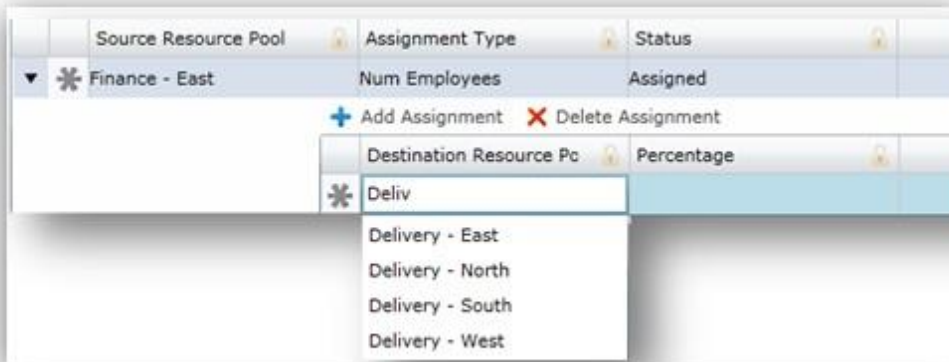 Source Resource Pool Assignment Type Status
Finance - East Num Employees Assigned
Add Assignment Delete Assignment
Destination Resource Pc Percentage
Deliv
Delivery - East
Delivery - North
Delivery - South
Delivery - West